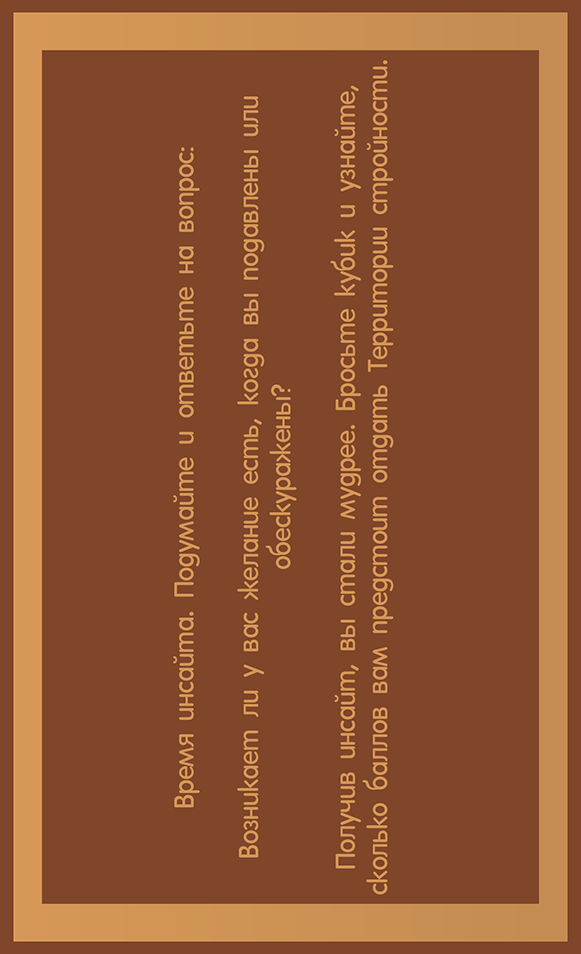 Время инсайта. Подумайте и ответьте на вопрос:
Возникает ли у вас желание есть, когда вы подавлены или
обескуражены?
Получив инсайт, вы стали мудрее. Бросьте кубик и узнайте,
сколько баллов вам предстоит отдать Территории стройности.